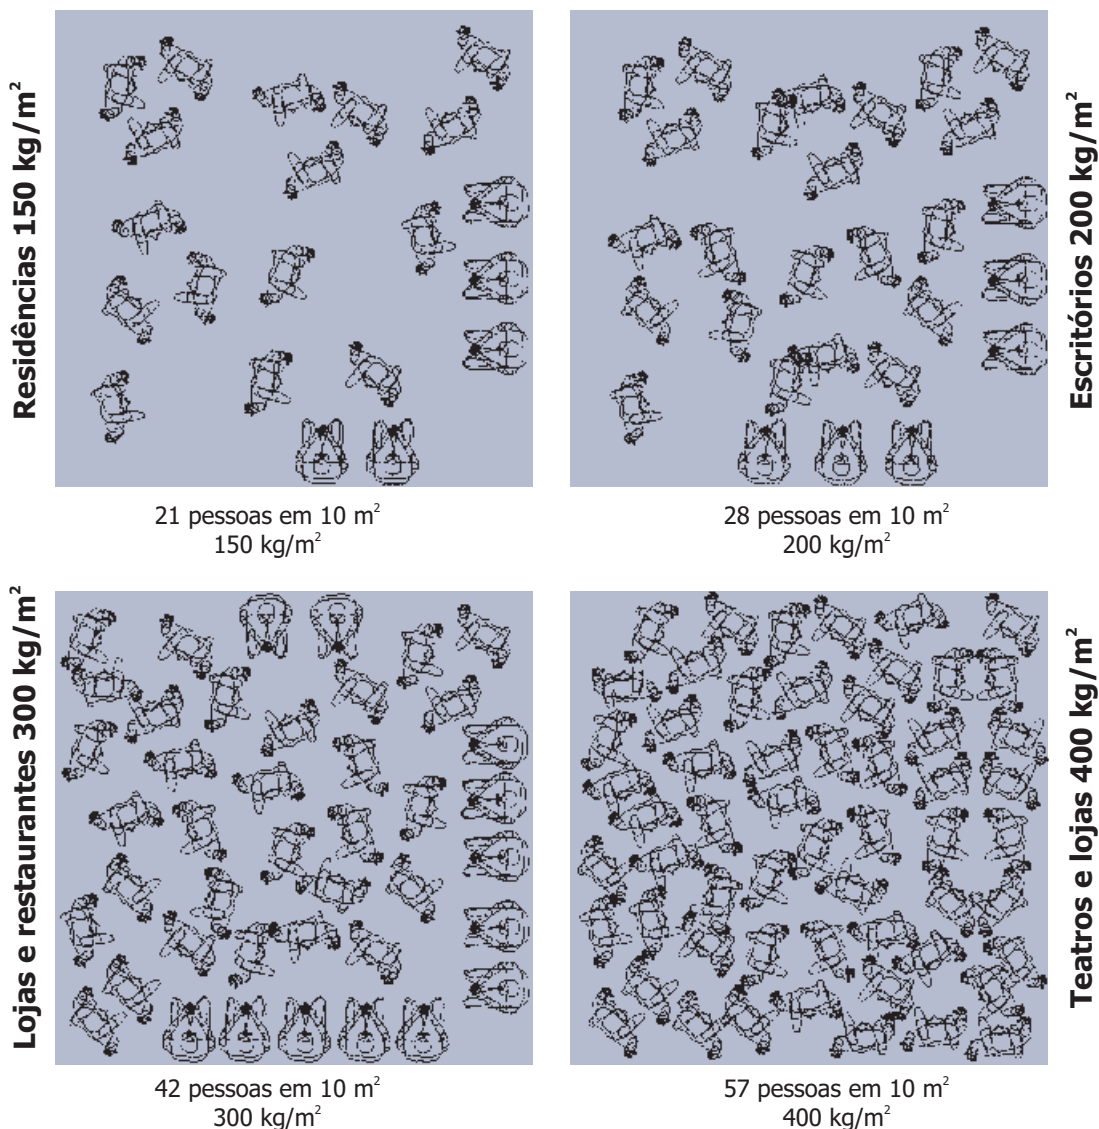 Residências 150 kg/m²
Escritórios 200 kg/m²
21 pessoas em 10 m²
150 kg/m²
28 pessoas em 10 m²
200 kg/m²
Lojas e restaurantes 300 kg/m²
Teatros e lojas 400 kg/m²
42 pessoas em 10 m²
300 kg/m²
57 pessoas em 10 m²
400 kg/m²